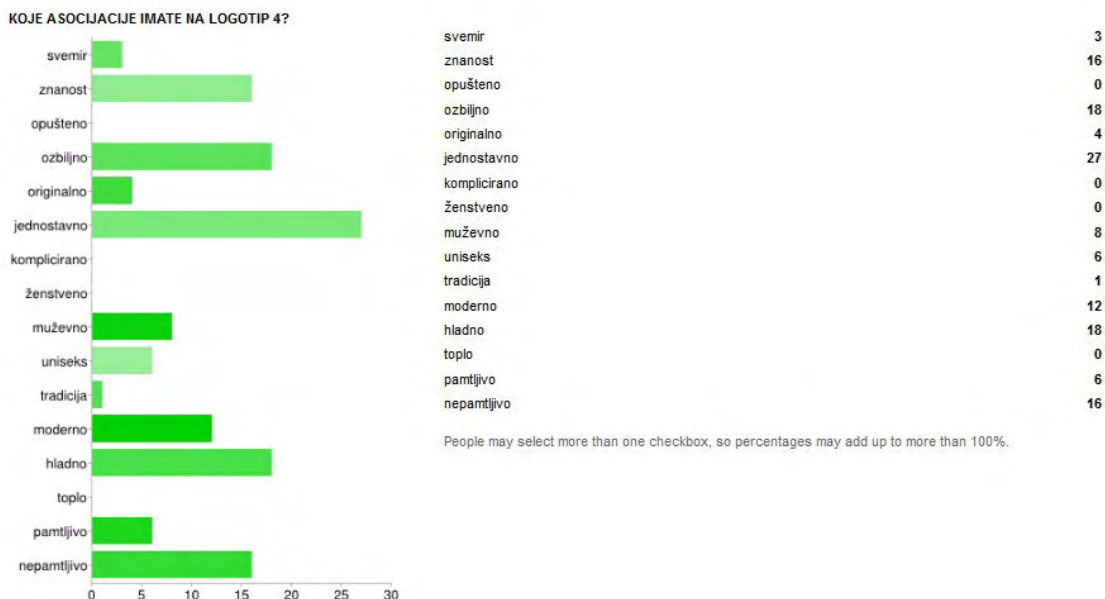 KOJE ASOCIJACIJE IMATE NA LOGOTIP 4?
svemir
znanost
opušteno
ozbiljno
originalno
jednostavno
komplicirano
ženstveno
muževno
uniseks
tradicija
moderno
hladno
toplo
pamtljivo
nepamtljivo
0 5 10 15 20 25 30
svemir 3
znanost 16
opušteno 0
ozbiljno 18
originalno 4
jednostavno 27
komplicirano 0
ženstveno 0
muževno 8
uniseks 6
tradicija 1
moderno 12
hladno 18
toplo 0
pamtljivo 6
nepamtljivo 16
People may select more than one checkbox, so percentages may add up to more than 100%.